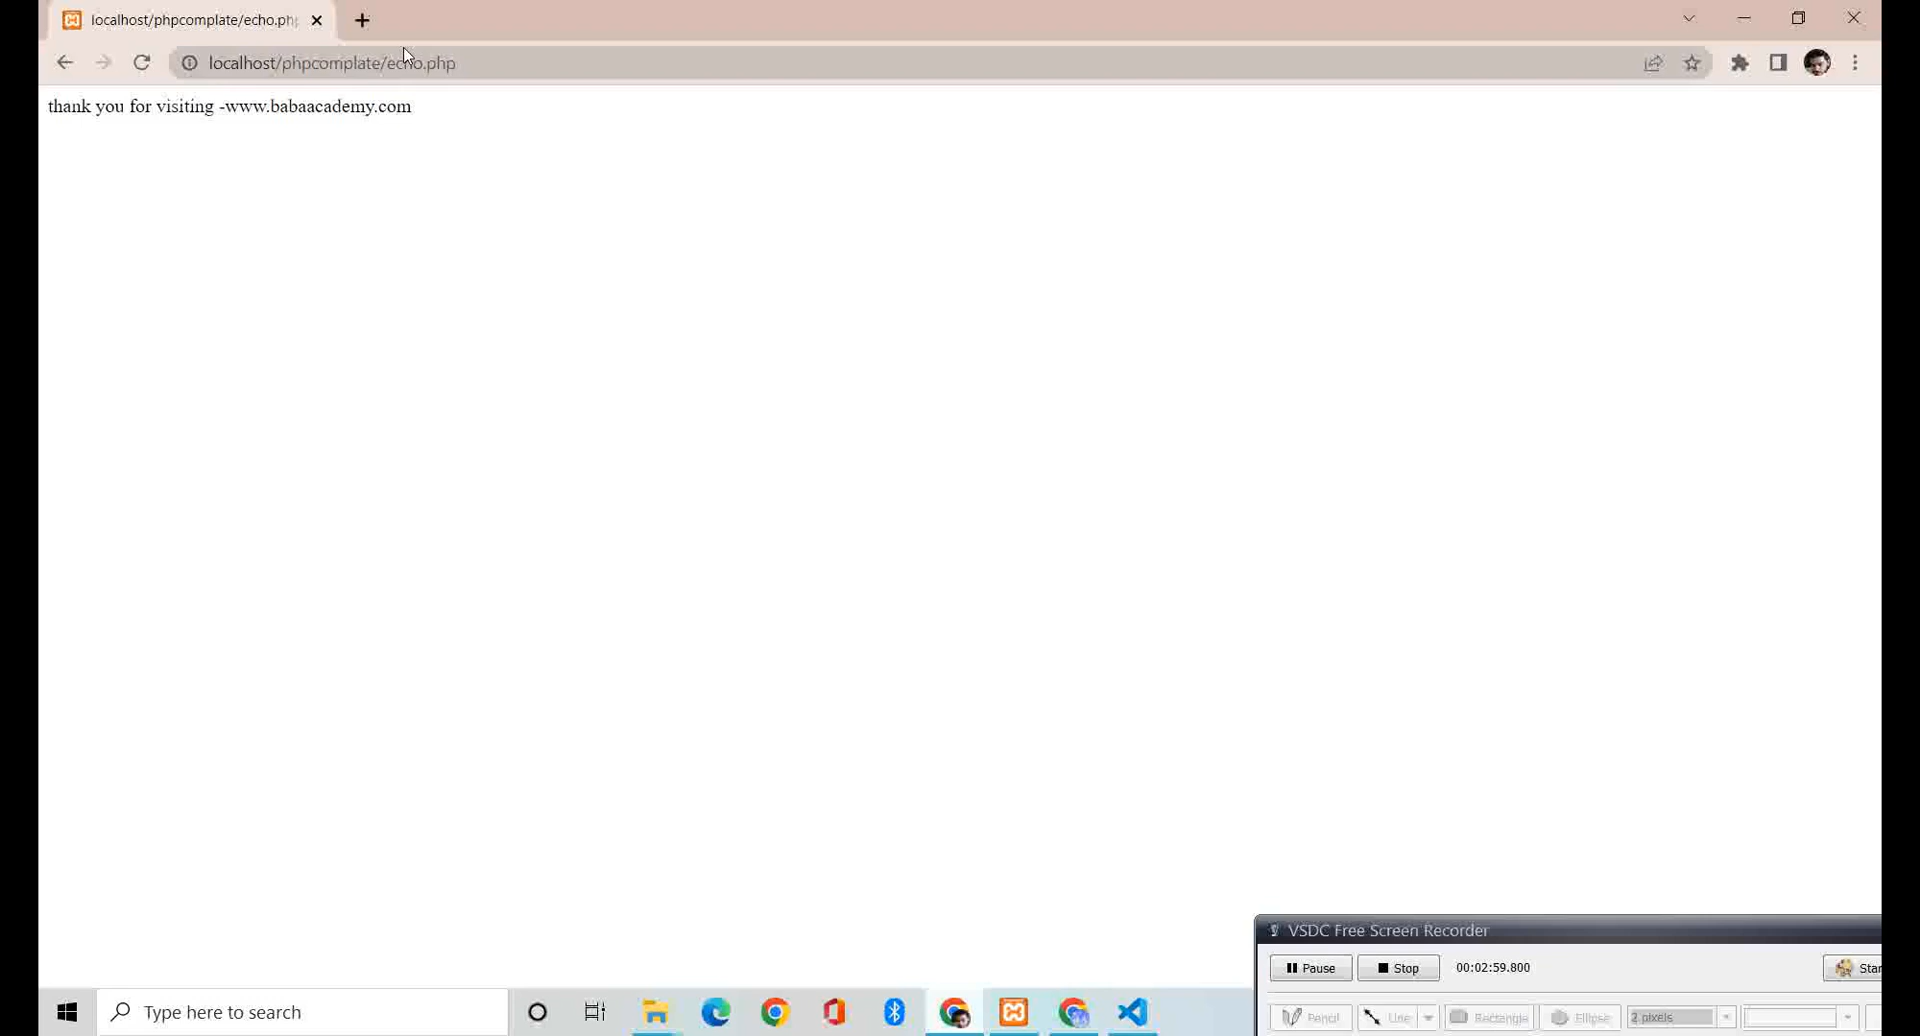 localhost/phpcomplate/echo.ph
localhost/phpcomplate/echo.php
thank you for visiting -www.babaacademy.com
VSDC Free Screen Recorder
Pause Stop 00:02:59.800 Star
Pencil Line Rectangle Ellipse 2 pixels
Type here to search